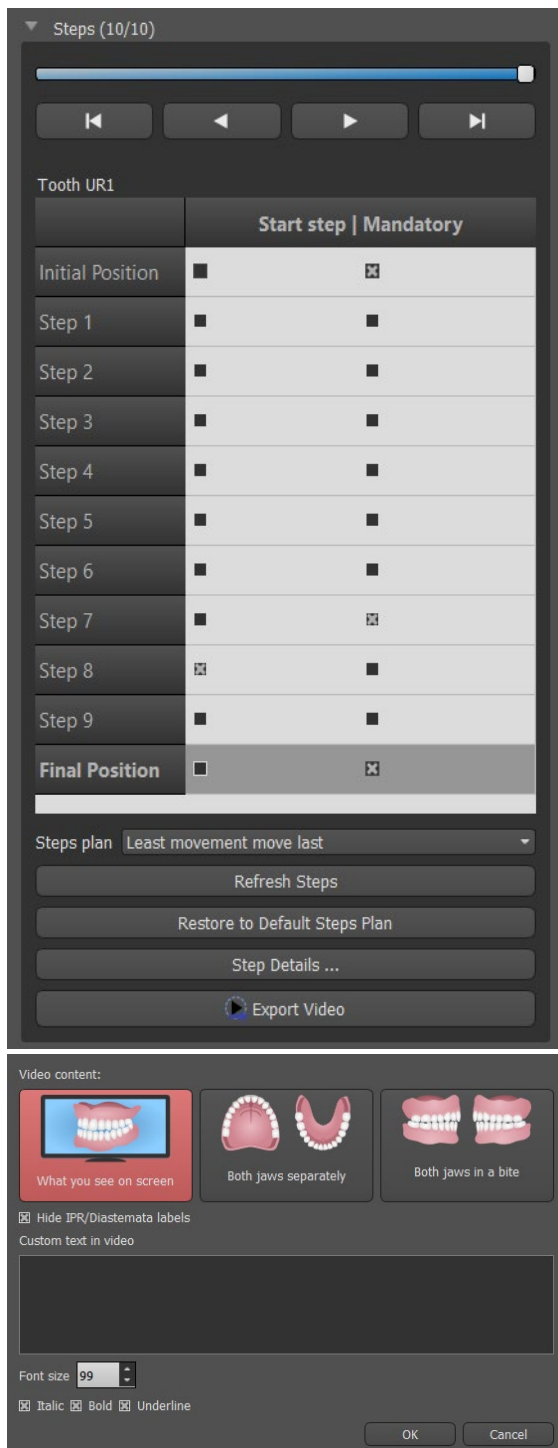 Steps (10/10)
Tooth UR1
Start step | Mandatory
Initial Position
Step 1
Step 2
Step 3
Step 4
Step 5
Step 6
Step 7
Step 8
Step 9
Final Position
Steps plan Least movement move last
Refresh Steps
Restore to Default Steps Plan
Step Details ...
Export Video
Video content:
What you see on screen Both jaws separately Both jaws in a bite
Hide IPR/Diastemata labels
Custom text in video
Font size 99
Italic Bold Underline
OK Cancel